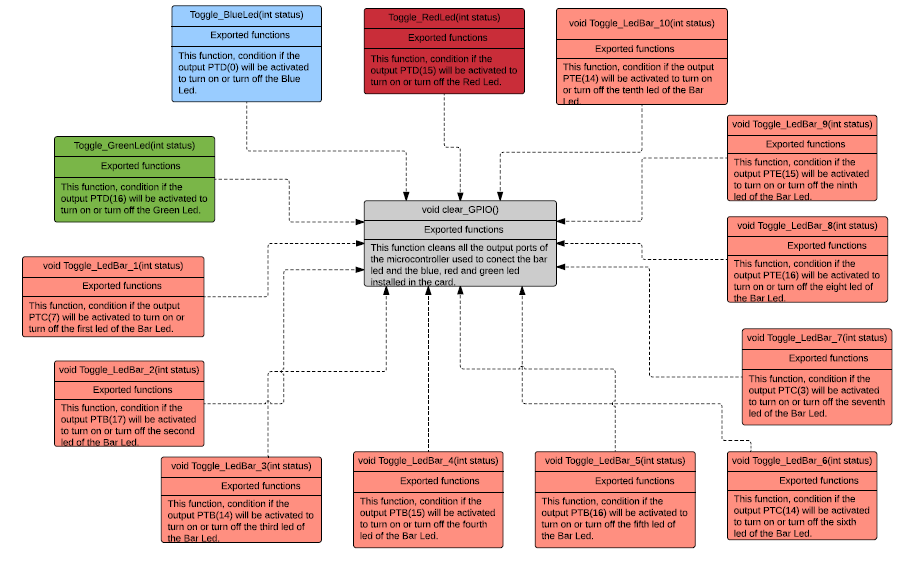 Toggle_BlueLed(int status)
Exported functions
This function, condition if the
output PTD(0) will be activated
to turn on or turn off the Blue
Led.
Toggle_RedLed(int status)
Exported functions
This function, condition if the
output PTD(15) will be activated to
turn on or turn off the Red Led.
void Toggle_LedBar_10(int status)
Exported functions
This function, condition if the output
PTE(14) will be activated to turn on
or turn off the tenth led of the Bar
Led.
void Toggle_LedBar_9(int status)
Exported functions
This function, condition if the
output PTE(15) will be activated
to turn on or turn off the ninth
led of the Bar Led.
Toggle_GreenLed(int status)
Exported functions
This function, condition if the
output PTD(16) will be activated to
turn on or turn off the Green Led.
void clear_GPIO()
Exported functions
This function cleans all the output ports of
the microcontroller used to conect the bar
led and the blue, red and green led
installed in the card.
void Toggle_LedBar_8(int status)
Exported functions
This function, condition if the
output PTE(16) will be activated to
turn on or turn off the eight led of
the Bar Led.
void Toggle_LedBar_1(int status)
Exported functions
This function, condition if the output
PTC(7) will be activated to turn on or
turn off the first led of the Bar Led.
void Toggle_LedBar_7(int status)
Exported functions
This function, condition if the
output PTC(3) will be activated to
turn on or turn off the seventh
led of the Bar Led.
void Toggle_LedBar_2(int status)
Exported functions
This function, condition if the
output PTB(17) will be activated
to turn on or turn off the second
led of the Bar Led.
void Toggle_LedBar_3(int status)
Exported functions
This function, condition if the
output PTB(14) will be activated to
turn on or turn off the third led of
the Bar Led.
void Toggle_LedBar_4(int status)
Exported functions
This function, condition if the
output PTB(15) will be activated
to turn on or turn off the fourth
led of the Bar Led.
void Toggle_LedBar_5(int status)
Exported functions
This function, condition if the
output PTB(16) will be activated to
turn on or turn off the fifth led of
the Bar Led.
void Toggle_LedBar_6(int status)
Exported functions
This function, condition if the
output PTC(14) will be activated
to turn on or turn off the sixth
led of the Bar Led.